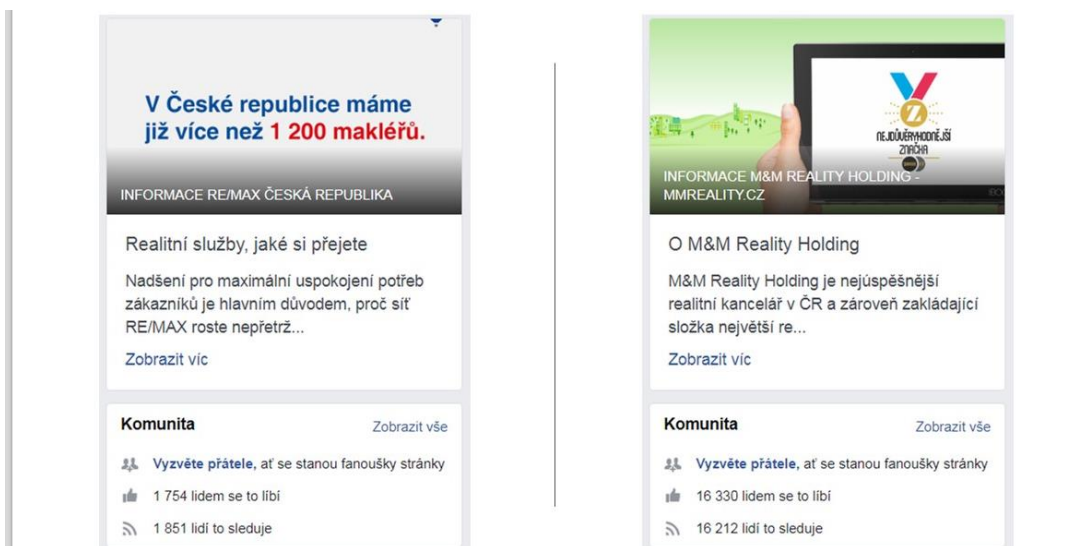 V České republice máme
již více než 1 200 makléřů.
INFORMACE RE/MAX ČESKÁ REPUBLIKA
Realitní služby, jaké si přejete
Nadšení pro maximální uspokojení potřeb
zákazníků je hlavním důvodem, proč síť
RE/MAX roste nepřetrž...
Zobrazit víc
Komunita
Zobrazit vše
Vyzvěte přátele, ať se stanou fanoušky stránky
1 754 lidem se to líbí
1 851 lidí to sleduje
Z
NEJDŮVĚRYHODNĚJŠÍ
ZNAČKA
INFORMACE M&M REALITY HOLDING -
MMREALITY.CZ
O M&M Reality Holding
M&M Reality Holding je nejúspěšnější
realitní kancelář v ČR a zároveň zakládající
složka největší re...
Zobrazit víc
Komunita
Zobrazit vše
Vyzvěte přátele, ať se stanou fanoušky stránky
16 330 lidem se to líbí
16 212 lidí to sleduje